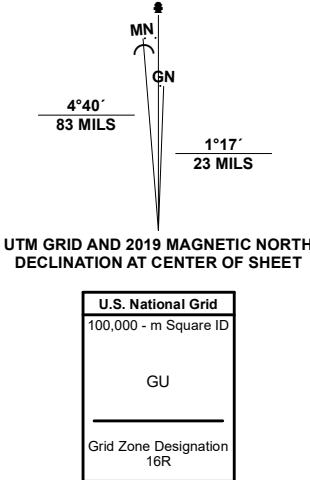 MN
GN
4°40´
83 MILS
1°17´
23 MILS
UTM GRID AND 2019 MAGNETIC NORTH
DECLINATION AT CENTER OF SHEET
U.S. National Grid
100,000 - m Square ID
GU
Grid Zone Designation
16R